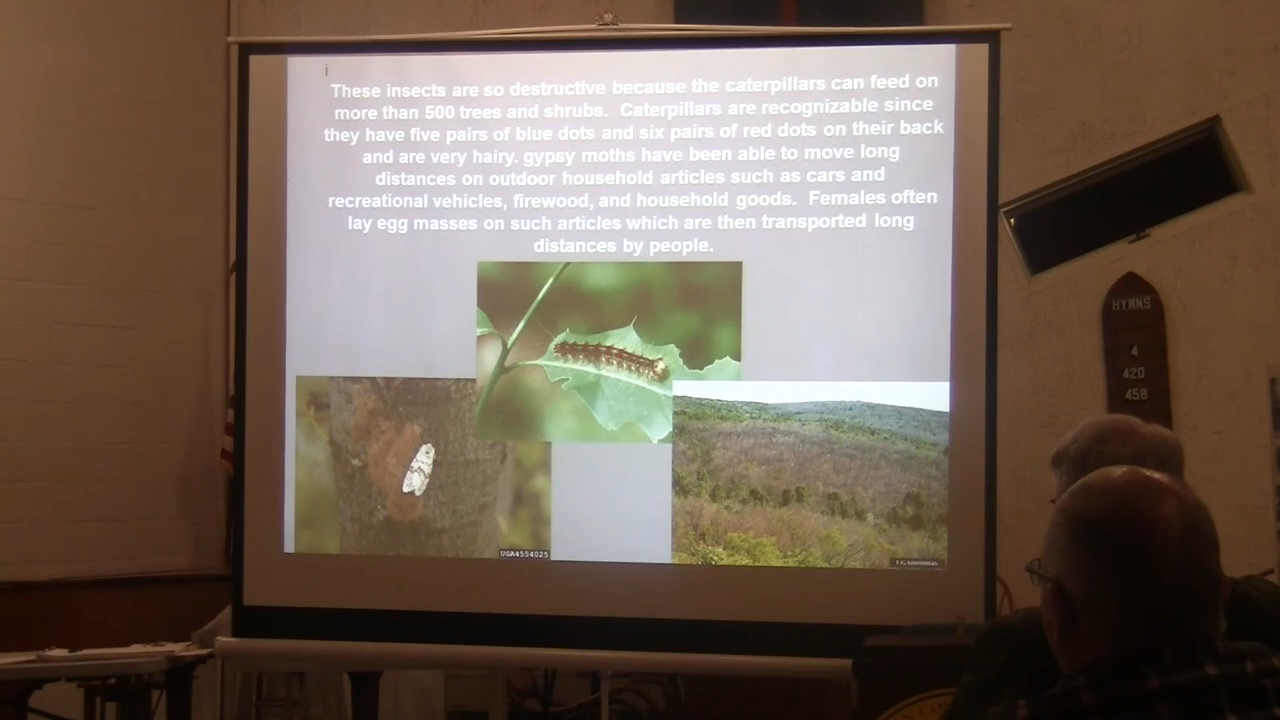 i
These insects are so destructive because the caterpillars can feed on
more than 500 trees and shrubs. Caterpillars are recognizable since
they have five pairs of blue dots and six pairs of red dots on their back
and are very hairy. gypsy moths have been able to move long
distances on outdoor household articles such as cars and
recreational vehicles, firewood, and household goods. Females often
lay egg masses on such articles which are then transported long
distances by people.
UGA4554025
HYMNS
4
420
458